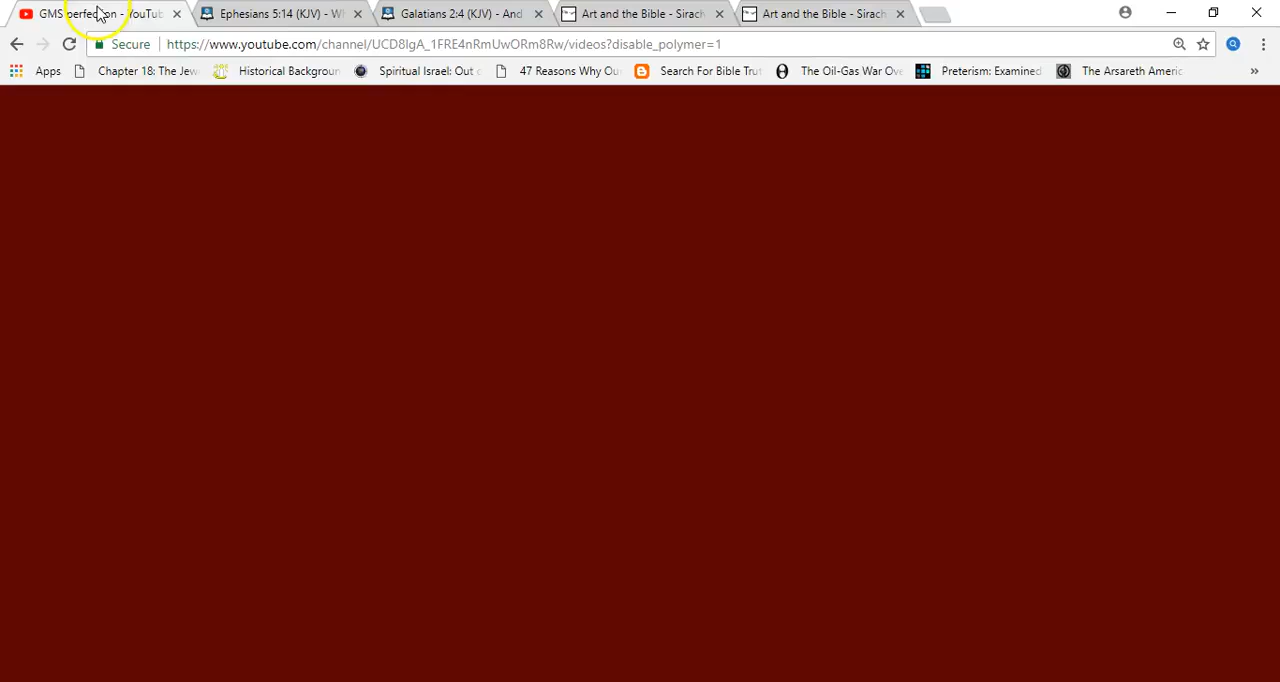 GMS perfection - YouTub
Ephesians 5:14 (KJV) - Wh
Galatians 2:4 (KJV) - And
Art and the Bible - Sirach
Art and the Bible - Sirach
Secure
https://www.youtube.com/channel/UCD8lgA_1FRE4nRmUwORm8Rw/videos?disable_polymer=1
Apps
Chapter 18: The Jew
Historical Backgroun
Spiritual Israel: Out o
47 Reasons Why Ou
Search For Bible Trut
The Oil-Gas War Ove
Preterism: Examined
The Arsareth Americ